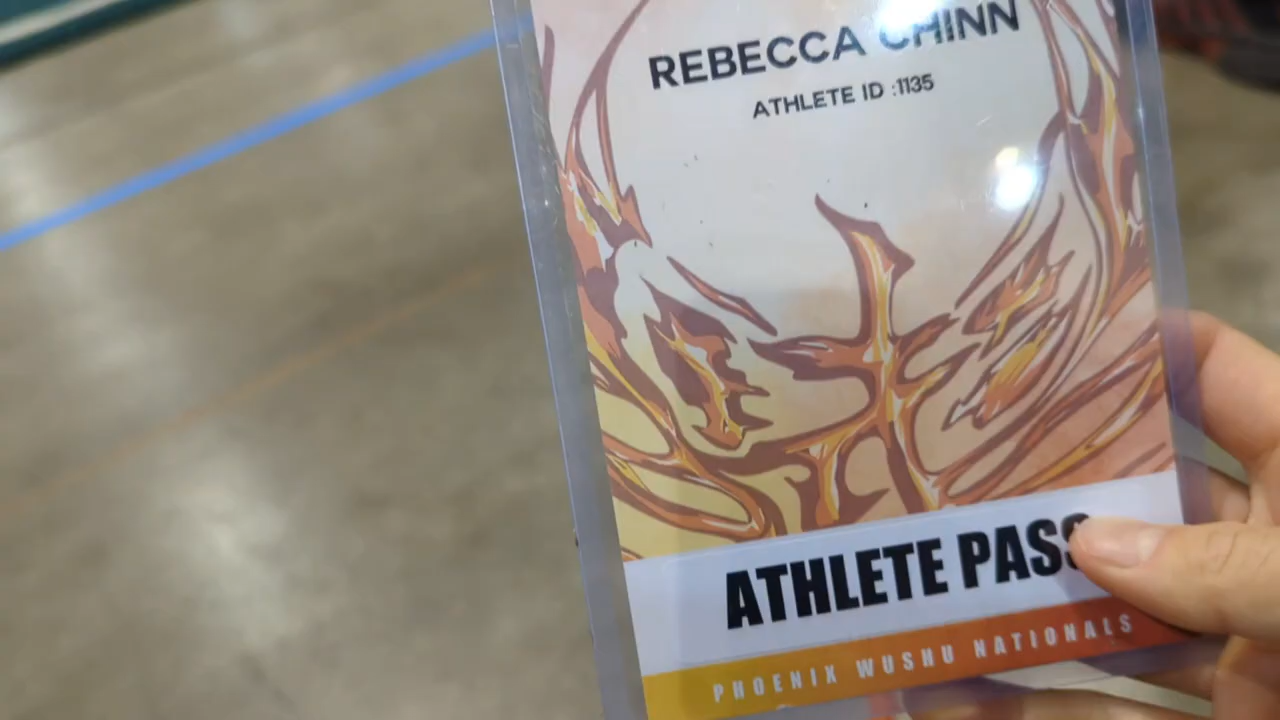 REBECCA CHINN
ATHLETE ID :1135
ATHLETE PASS
PHOENIX WUSHU NATIONALS